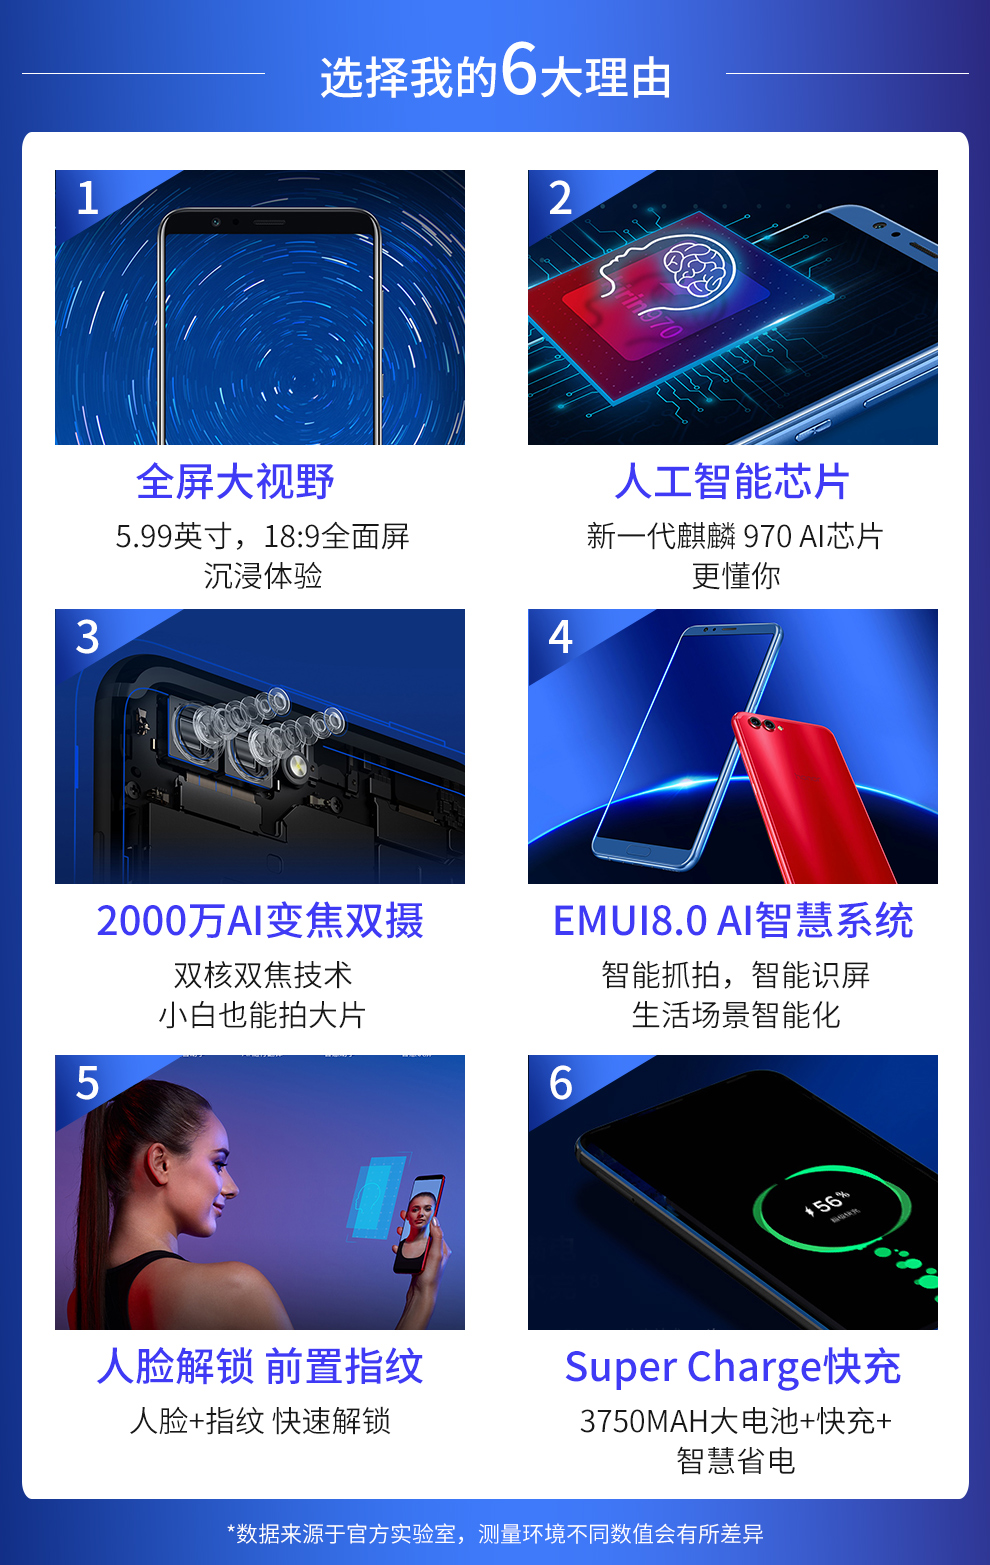 选择我的6大理由
1
2
irin970
全屏大视野
5.99英寸，18:9全面屏
沉浸体验
人工智能芯片
新一代麒麟 970 AI芯片
更懂你
3
4
2000万AI变焦双摄
双核双焦技术
小白也能拍大片
EMUI8.0 AI智慧系统
智能抓拍，智能识屏
生活场景智能化
5
6
56%
人脸解锁 前置指纹
人脸+指纹 快速解锁
Super Charge快充
3750MAH大电池+快充+
智慧省电
*数据来源于官方实验室，测量环境不同数值会有所差异